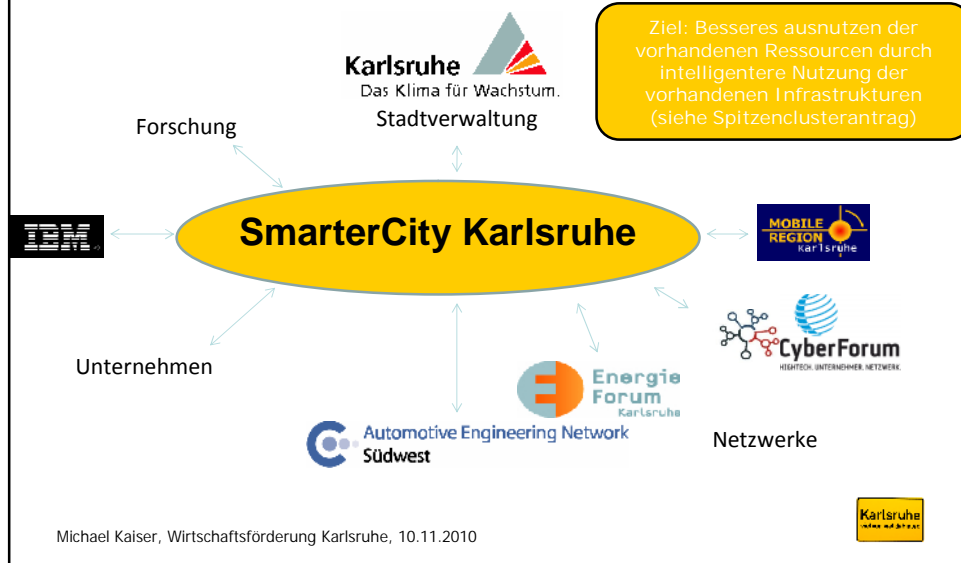 Ziel: Besseres ausnutzen der
vorhandenen Ressourcen durch
intelligentere Nutzung der
vorhandenen Infrastrukturen
(siehe Spitzenclusterantrag)
Karlsruhe
Das Klima für Wachstum.
Stadtverwaltung
Forschung
IBM
SmarterCity Karlsruhe
MOBILE
REGION
Karlsruhe
CyberForum
HIGHTECH. UNTERNEHMER. NETZWERK.
Unternehmen
Energie
Forum
Karlsruhe
Automotive Engineering Network
Südwest
Netzwerke
Michael Kaiser, Wirtschaftsförderung Karlsruhe, 10.11.2010
Karlsruhe